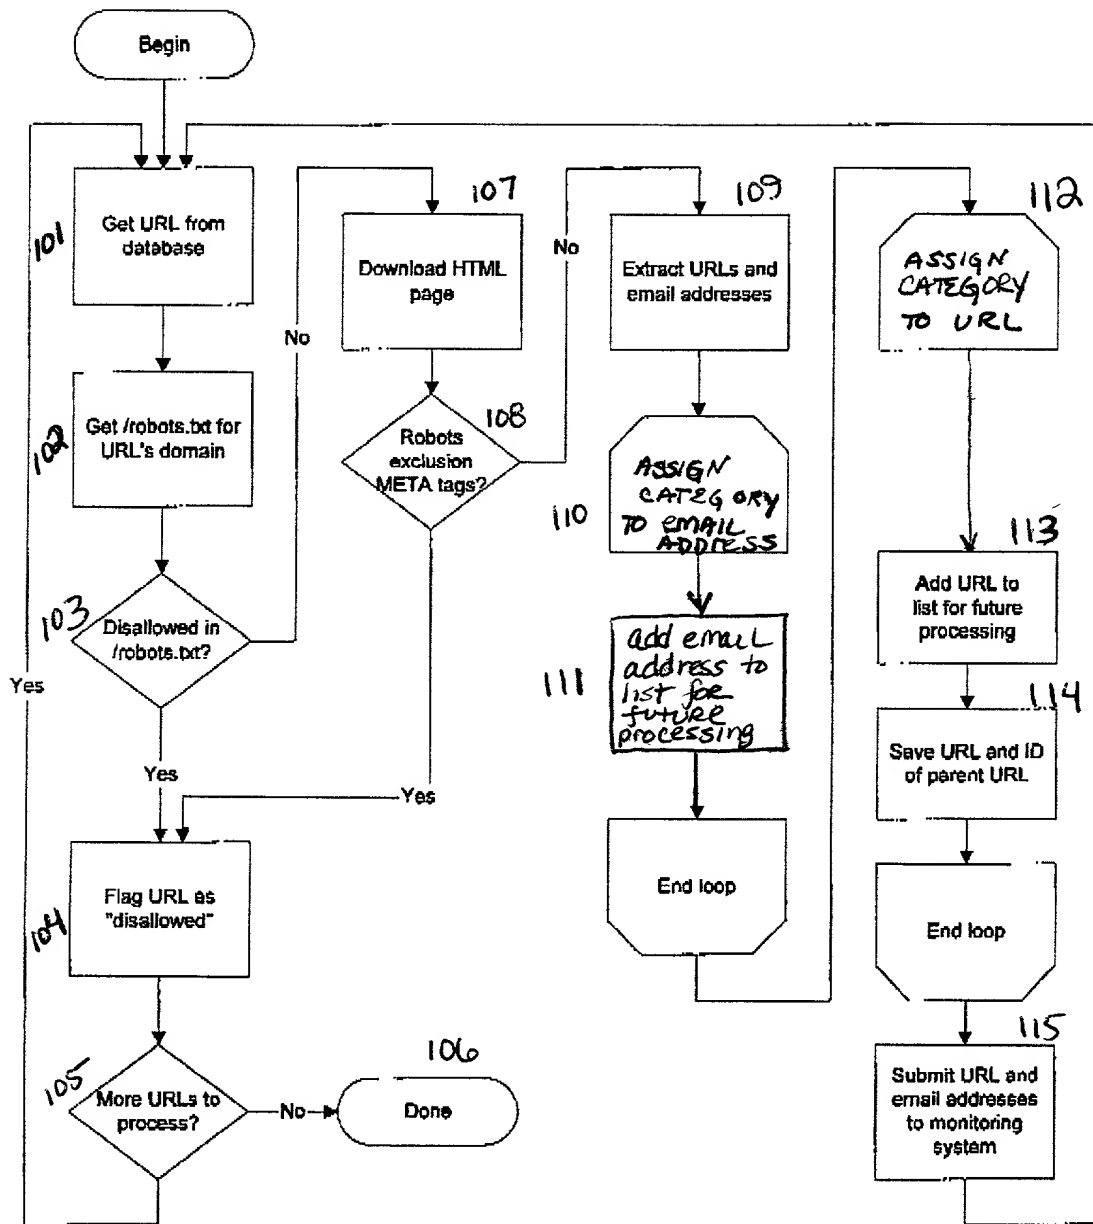 Begin
101
Get URL from
database
102
Get /robots.txt for
URL's domain
103
Disallowed in
/robots.txt?
No
Yes
Yes
104
Flag URL as
"disallowed"
105
More URLs to
process?
No
106
Done
107
Download HTML
page
108
Robots
exclusion
META tags?
No
Yes
109
Extract URLs and
email addresses
110
ASSIGN
CATEGORY
TO EMAIL
ADDRESS
111
add email
address to
list for
future
processing
End loop
112
ASSIGN
CATEGORY
TO URL
113
Add URL to
list for future
processing
114
Save URL and ID
of parent URL
End loop
115
Submit URL and
email addresses
to monitoring
system